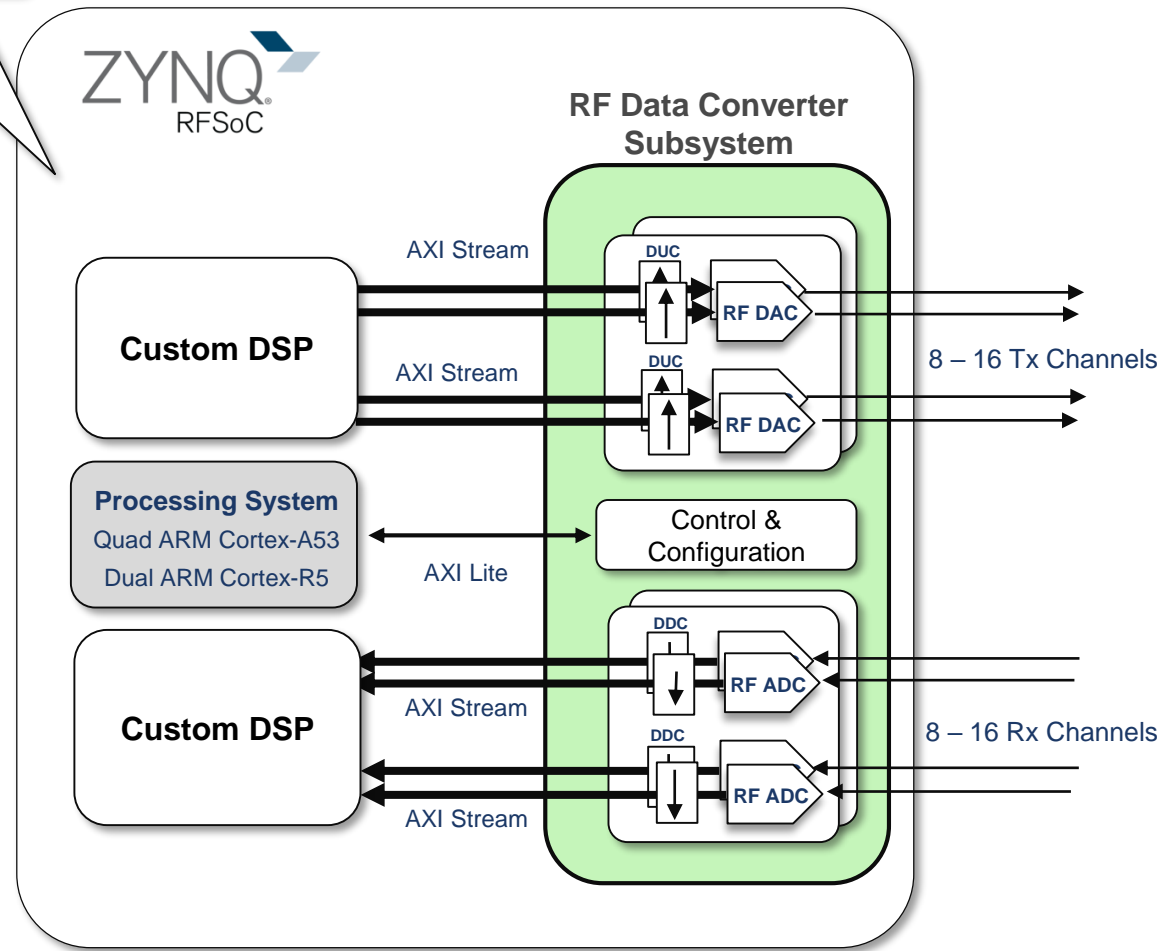 ZYNQ®
RFSoC
RF Data Converter
Subsystem
AXI Stream
DUC
RF DAC
Custom DSP
8 – 16 Tx Channels
AXI Stream
DUC
RF DAC
Processing System
Quad ARM Cortex-A53
Dual ARM Cortex-R5
AXI Lite
Control &
Configuration
DDC
RF ADC
AXI Stream
Custom DSP
8 – 16 Rx Channels
DDC
RF ADC
AXI Stream